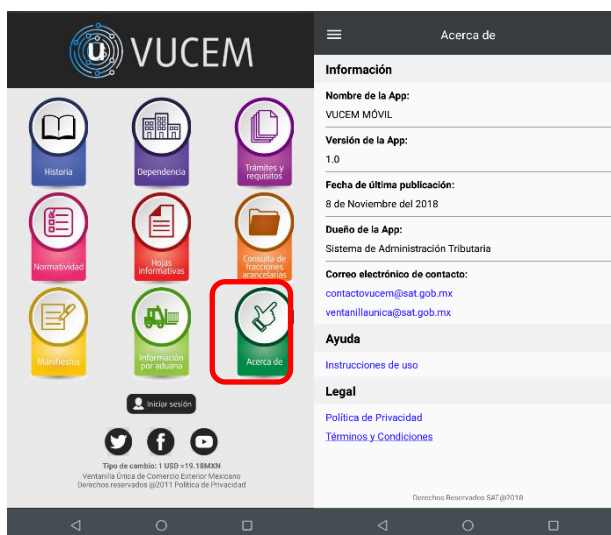 VUCEM
Historia
Dependencia
Trámites y
requisitos
Normatividad
Hojas
informativas
Consulta de
fracciones
arancelarias
Manifiestos
Información
por aduana
Acerca de
Iniciar sesión
Tipo de cambio: 1 USD =19.18MXN
Ventanilla Única de Comercio Exterior Mexicano
Derechos reservados @2011 Política de Privacidad
Acerca de
Información
Nombre de la App:
VUCEM MÓVIL
Versión de la App:
1.0
Fecha de última publicación:
8 de Noviembre del 2018
Dueño de la App:
Sistema de Administración Tributaria
Correo electrónico de contacto:
contactovucem@sat.gob.mx
ventanillaunica@sat.gob.mx
Ayuda
Instrucciones de uso
Legal
Política de Privacidad
Términos y Condiciones
Derechos Reservados SAT@2018